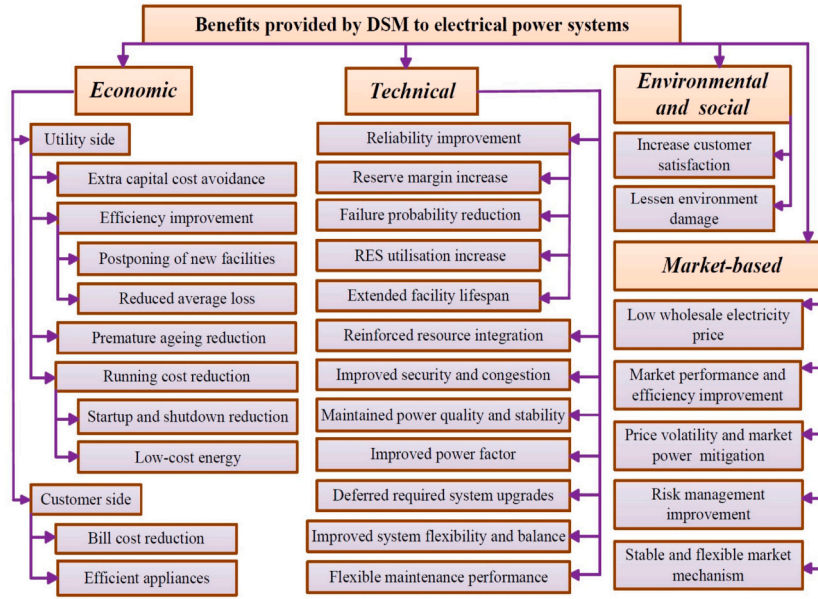 Benefits provided by DSM to electrical power systems
Economic
Utility side
Extra capital cost avoidance
Efficiency improvement
Postponing of new facilities
Reduced average loss
Premature ageing reduction
Running cost reduction
Startup and shutdown reduction
Low-cost energy
Customer side
Bill cost reduction
Efficient appliances
Technical
Reliability improvement
Reserve margin increase
Failure probability reduction
RES utilisation increase
Extended facility lifespan
Reinforced resource integration
Improved security and congestion
Maintained power quality and stability
Improved power factor
Deferred required system upgrades
Improved system flexibility and balance
Flexible maintenance performance
Environmental
and social
Increase customer
satisfaction
Lessen environment
damage
Market-based
Low wholesale electricity
price
Market performance and
efficiency improvement
Price volatility and market
power mitigation
Risk management
improvement
Stable and flexible market
mechanism